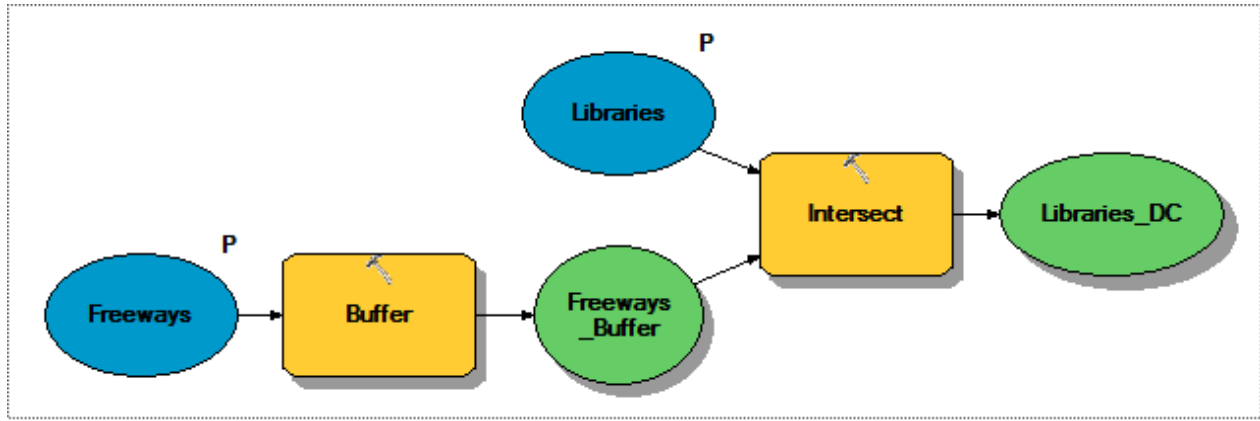 P
Libraries
Intersect
Libraries_DC
P
Freeways
Buffer
Freeways
_Buffer